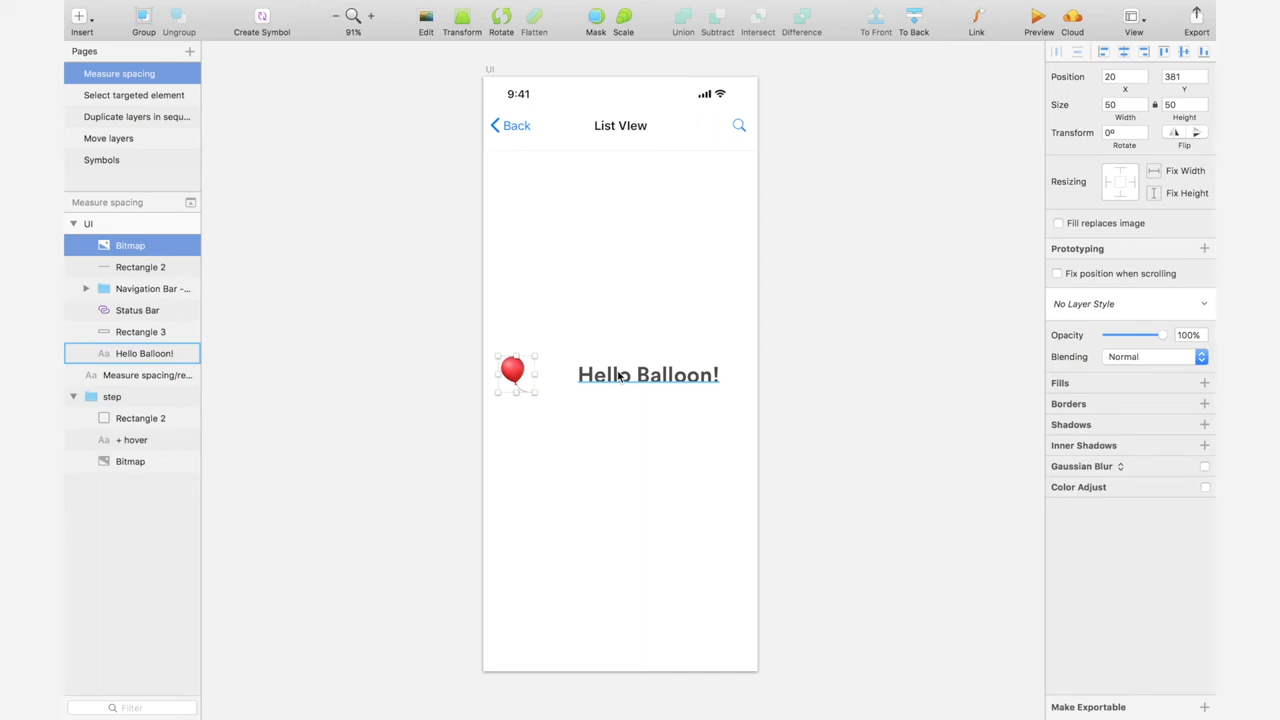 Insert
Group
Ungroup
Create Symbol
91%
Edit
Transform
Rotate
Flatten
Mask
Scale
Union
Subtract
Intersect
Difference
To Front
To Back
Link
Preview
Cloud
View
Export
Pages
Measure spacing
Select targeted element
Duplicate layers in sequ...
Move layers
Symbols
Measure spacing
UI
Bitmap
Rectangle 2
Navigation Bar -...
Status Bar
Rectangle 3
Aa Hello Balloon!
Aa Measure spacing/re...
step
Rectangle 2
Aa + hover
Bitmap
Filter
UI
9:41
Back
List VIew
Hello Balloon!
Position 20 381
X Y
Size 50 50
Width Height
Transform 0º
Rotate Flip
Resizing
Fix Width
Fix Height
Fill replaces image
Prototyping
Fix position when scrolling
No Layer Style
Opacity 100%
Blending Normal
Fills
Borders
Shadows
Inner Shadows
Gaussian Blur
Color Adjust
Make Exportable